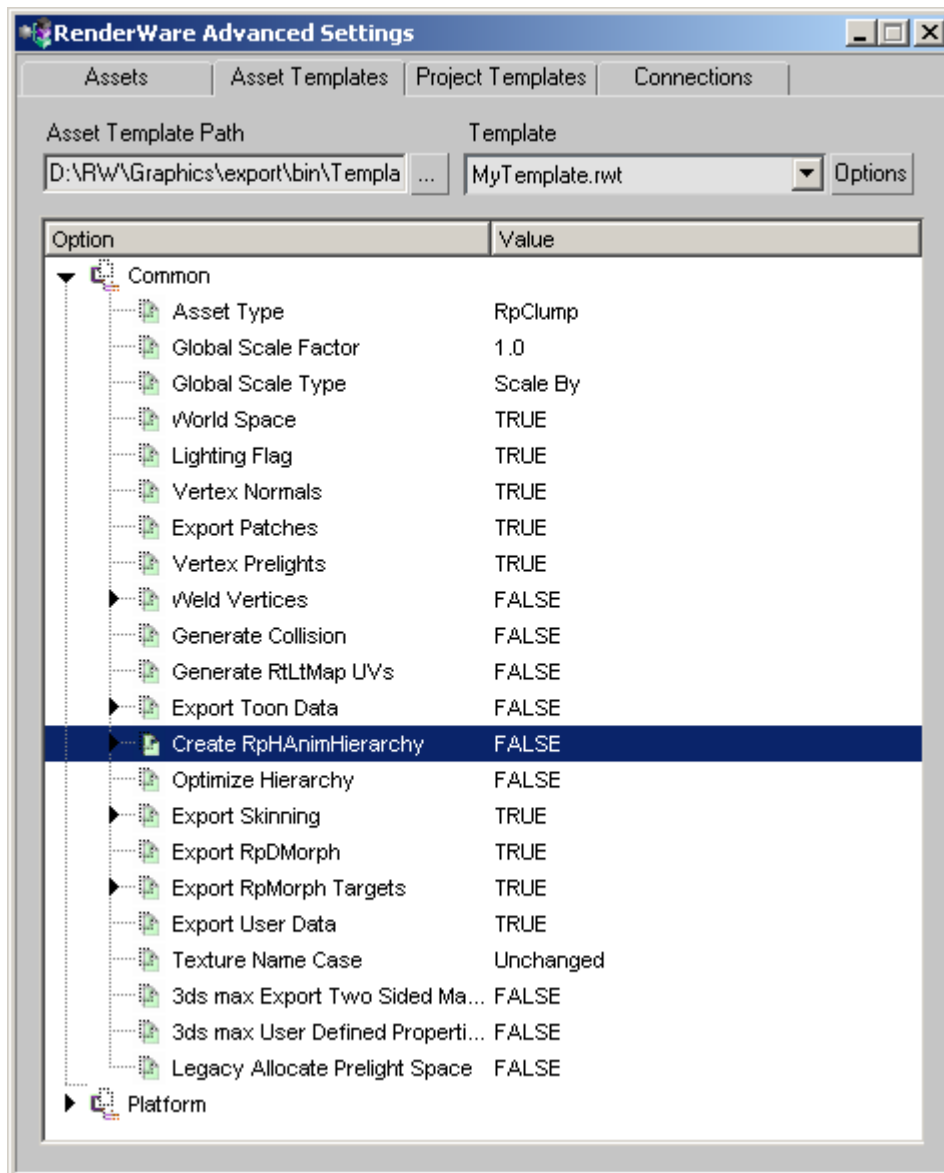 RenderWare Advanced Settings
Assets Asset Templates Project Templates Connections
Asset Template Path Template
D:\RW\Graphics\export\bin\Templa ... MyTemplate.rwt Options
Option Value
Common
Asset Type RpClump
Global Scale Factor 1.0
Global Scale Type Scale By
World Space TRUE
Lighting Flag TRUE
Vertex Normals TRUE
Export Patches TRUE
Vertex Prelights TRUE
Weld Vertices FALSE
Generate Collision FALSE
Generate RtLtMap UVs FALSE
Export Toon Data FALSE
Create RpHAnimHierarchy FALSE
Optimize Hierarchy FALSE
Export Skinning TRUE
Export RpDMorph TRUE
Export RpMorph Targets TRUE
Export User Data TRUE
Texture Name Case Unchanged
3ds max Export Two Sided Ma... FALSE
3ds max User Defined Properti... FALSE
Legacy Allocate Prelight Space FALSE
Platform